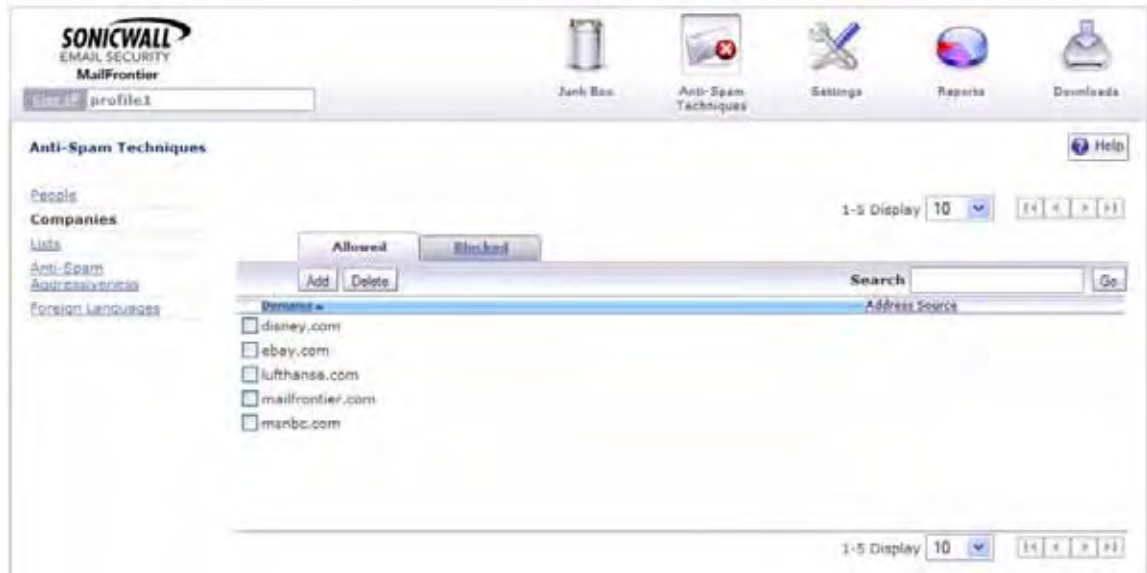 SONICWALL
EMAIL SECURITY
MailFrontier
Sign in profile1
Junk Box
Anti-Spam Techniques
Settings
Reports
Downloads
Anti-Spam Techniques
Help
People
Companies
Lists
Anti-Spam
Aggressiveness
Foreign Languages
1-5 Display 10
Allowed
Blocked
Add
Delete
Search
Go
Domains
Address Source
disney.com
ebay.com
lufthansa.com
mailfrontier.com
msnbc.com
1-5 Display 10